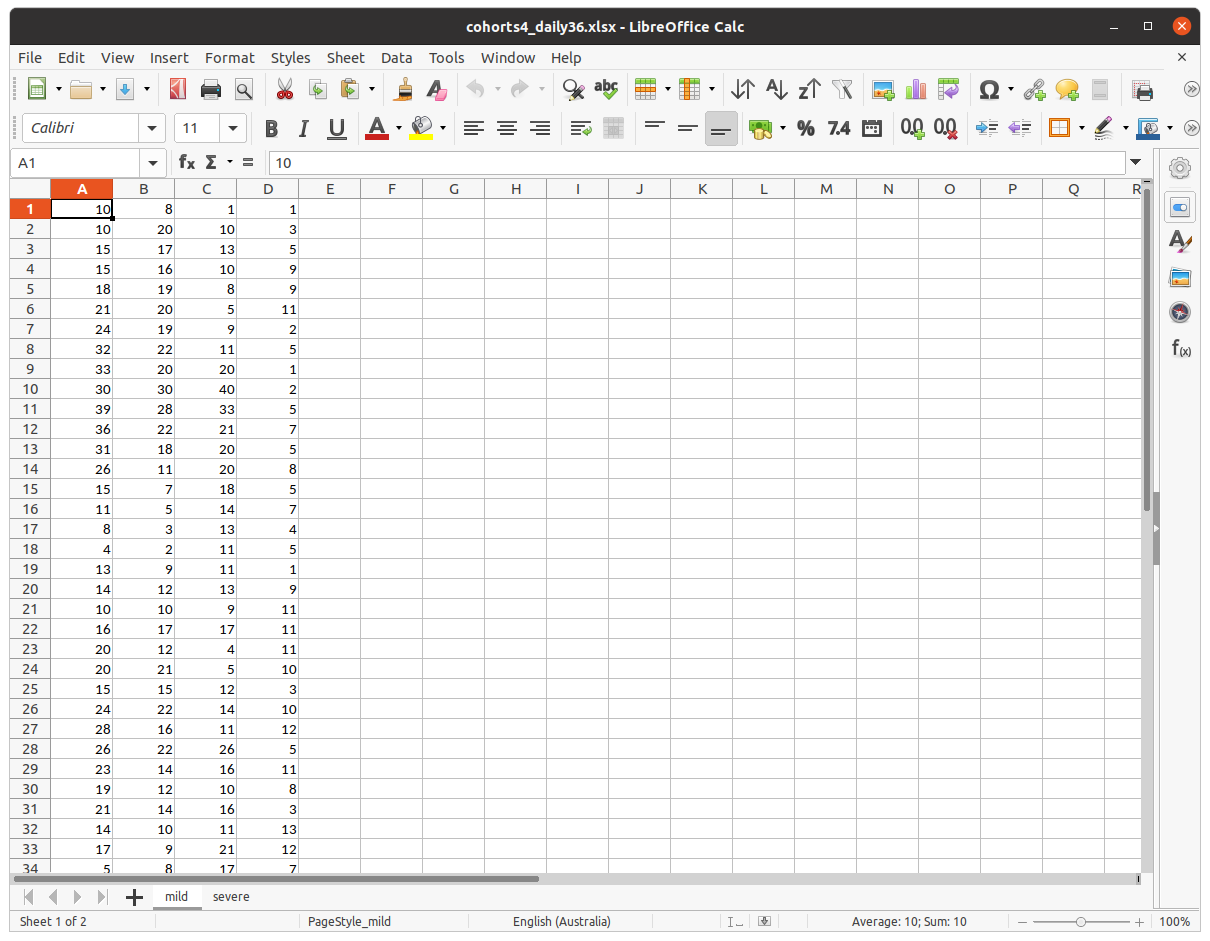 cohorts4_daily36.xlsx - LibreOffice Calc
File Edit View Insert Format Styles Sheet Data Tools Window Help
Calibri 11 B I U A % 7.4 0.0 0.0
A1 fx Σ = 10
A B C D E F G H I J K L M N O P Q R
1 10 8 1 1
2 10 20 10 3
3 15 17 13 5
4 15 16 10 9
5 18 19 8 9
6 21 20 5 11
7 24 19 9 2
8 32 22 11 5
9 33 20 20 1
10 30 30 40 2
11 39 28 33 5
12 36 22 21 7
13 31 18 20 5
14 26 11 20 8
15 15 7 18 5
16 11 5 14 7
17 8 3 13 4
18 4 2 11 5
19 13 9 11 1
20 14 12 13 9
21 10 10 9 11
22 16 17 17 11
23 20 12 4 11
24 20 21 5 10
25 15 15 12 3
26 24 22 14 10
27 28 16 11 12
28 26 22 26 5
29 23 14 16 11
30 19 12 10 8
31 21 14 16 3
32 14 10 11 13
33 17 9 21 12
34 5 8 17 7
mild severe
Sheet 1 of 2 PageStyle_mild English (Australia) Average: 10; Sum: 10 100%